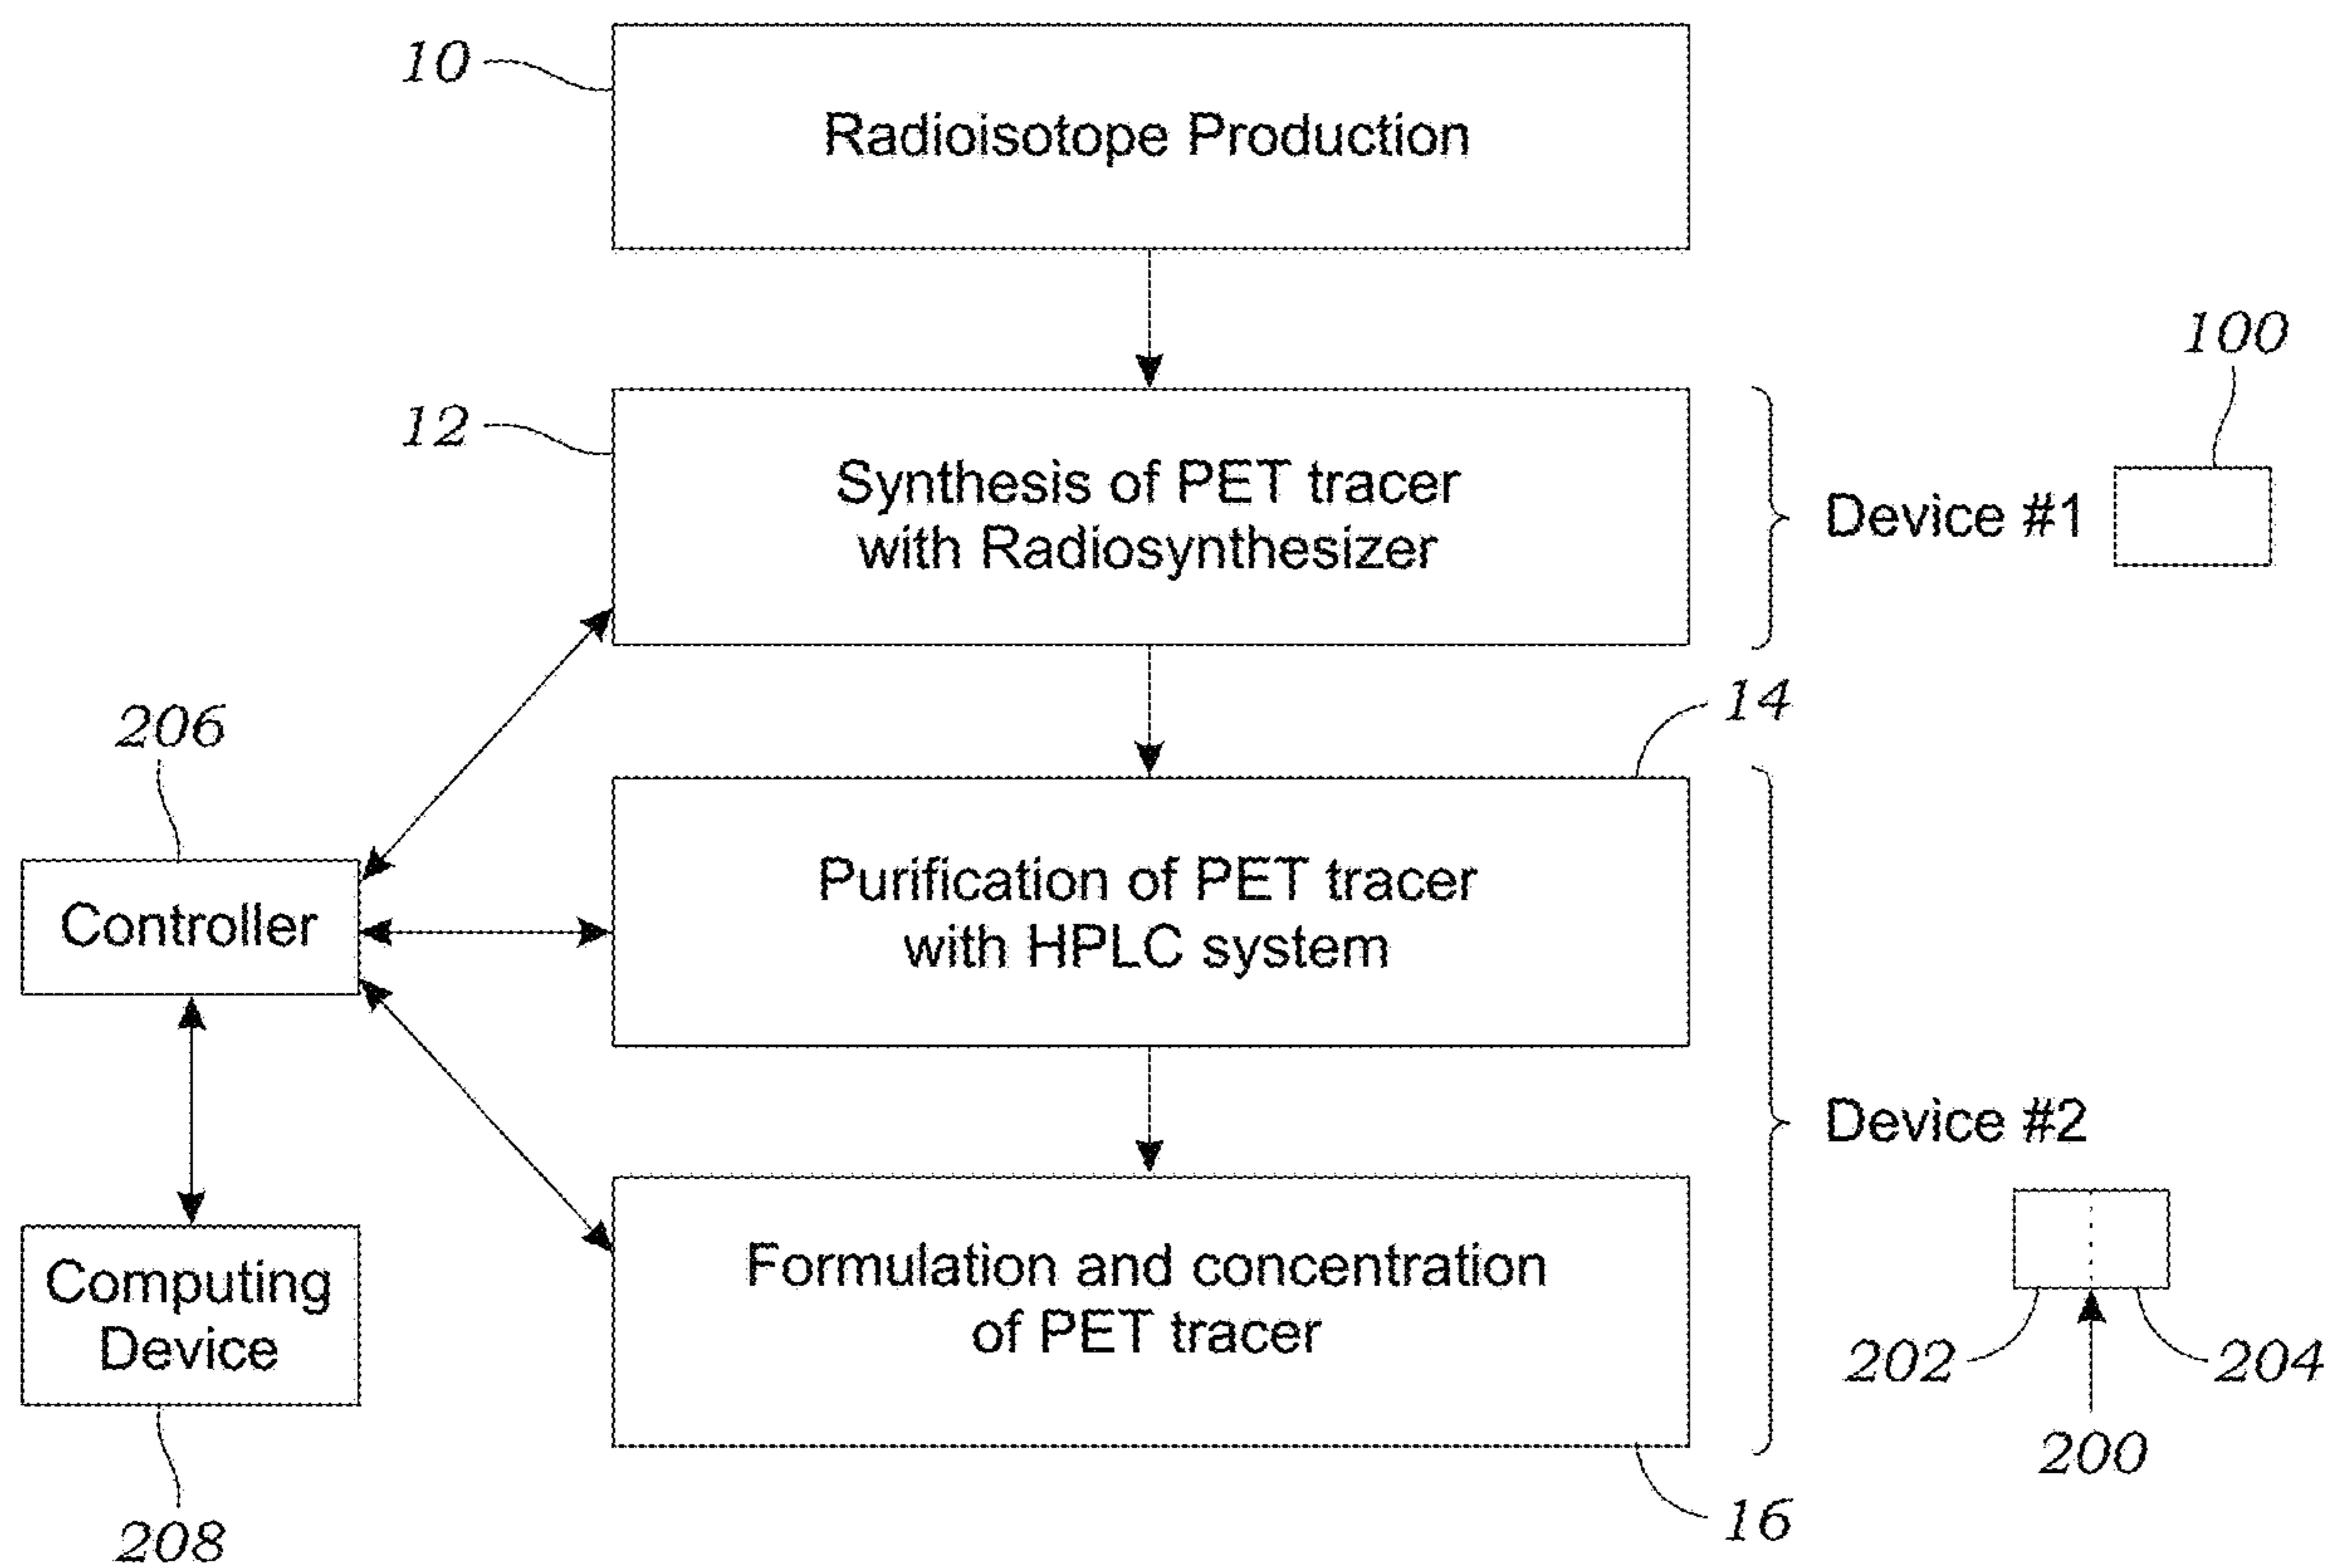 10
Radioisotope Production
100
12
Synthesis of PET tracer
with Radiosynthesizer
Device #1
14
206
Purification of PET tracer
with HPLC system
Controller
Device #2
Formulation and concentration
of PET tracer
Computing
Device
202
204
200
16
208